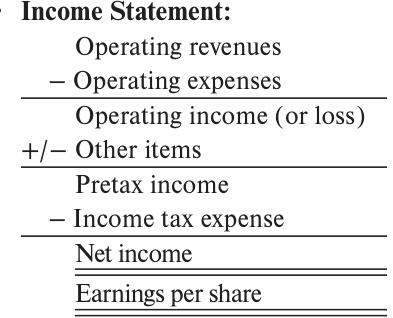 Income Statement:
Operating revenues
− Operating expenses
Operating income (or loss)
+/− Other items
Pretax income
− Income tax expense
Net income
Earnings per share